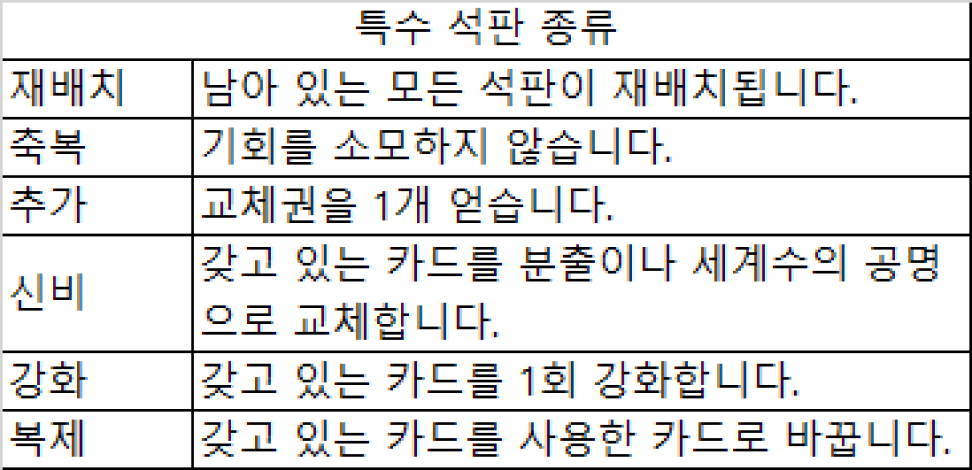 특수 석판 종류
재배치 남아 있는 모든 석판이 재배치됩니다.
축복 기회를 소모하지 않습니다.
추가 교체권을 1개 얻습니다.
신비 갖고 있는 카드를 분출이나 세계수의 공명
으로 교체합니다.
강화 갖고 있는 카드를 1회 강화합니다.
복제 갖고 있는 카드를 사용한 카드로 바꿉니다.